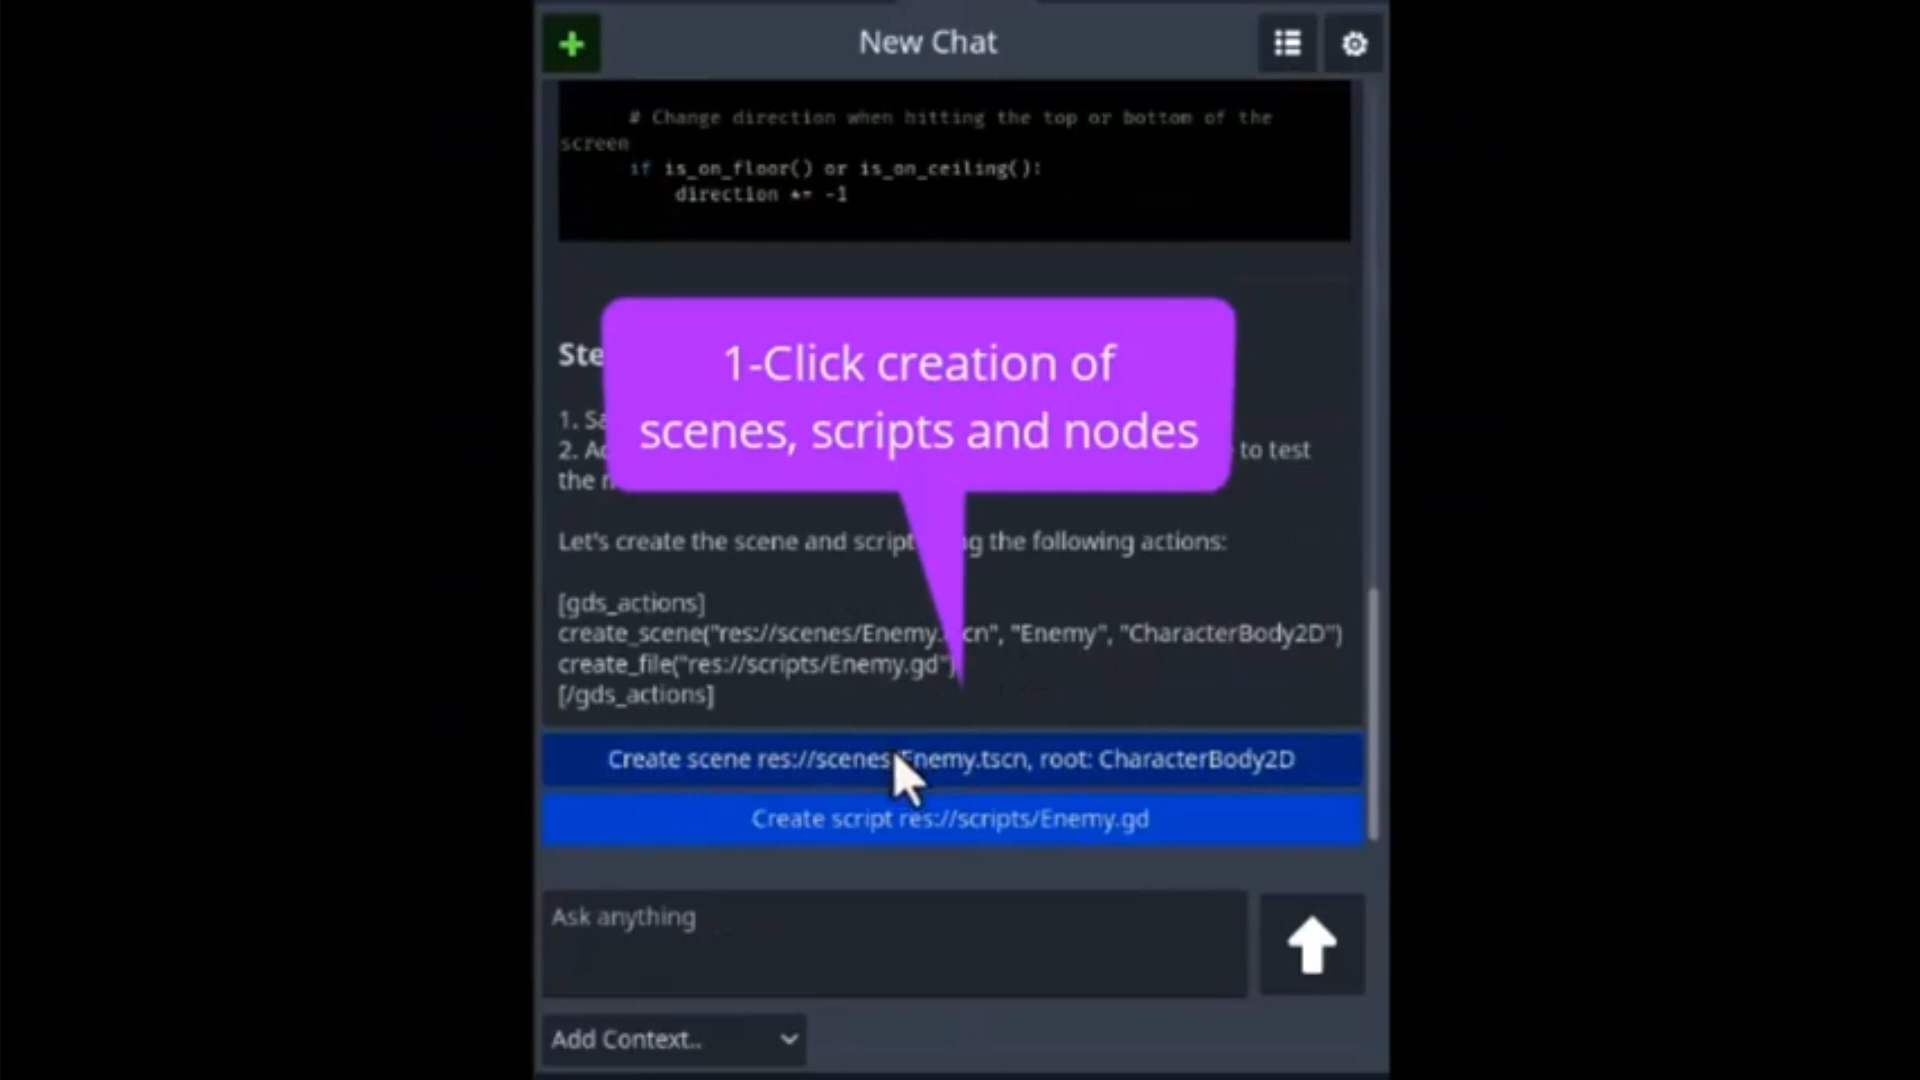 New Chat
# Change direction when hitting the top or bottom of the
screen
if is_on_floor() or is_on_ceiling():
direction *= -1
1-Click creation of
scenes, scripts and nodes
Ste
1. Sa
2. Ad to test
the
Let's create the scene and script the following actions:
[gds_actions]
create_scene("res://scenes/Enemy. cn", "Enemy", "CharacterBody2D")
create_file("res://scripts/Enemy.gd")
[/gds_actions]
Create scene res://scenes/Enemy.tscn, root: CharacterBody2D
Create script res://scripts/Enemy.gd
Ask anything
Add Context..